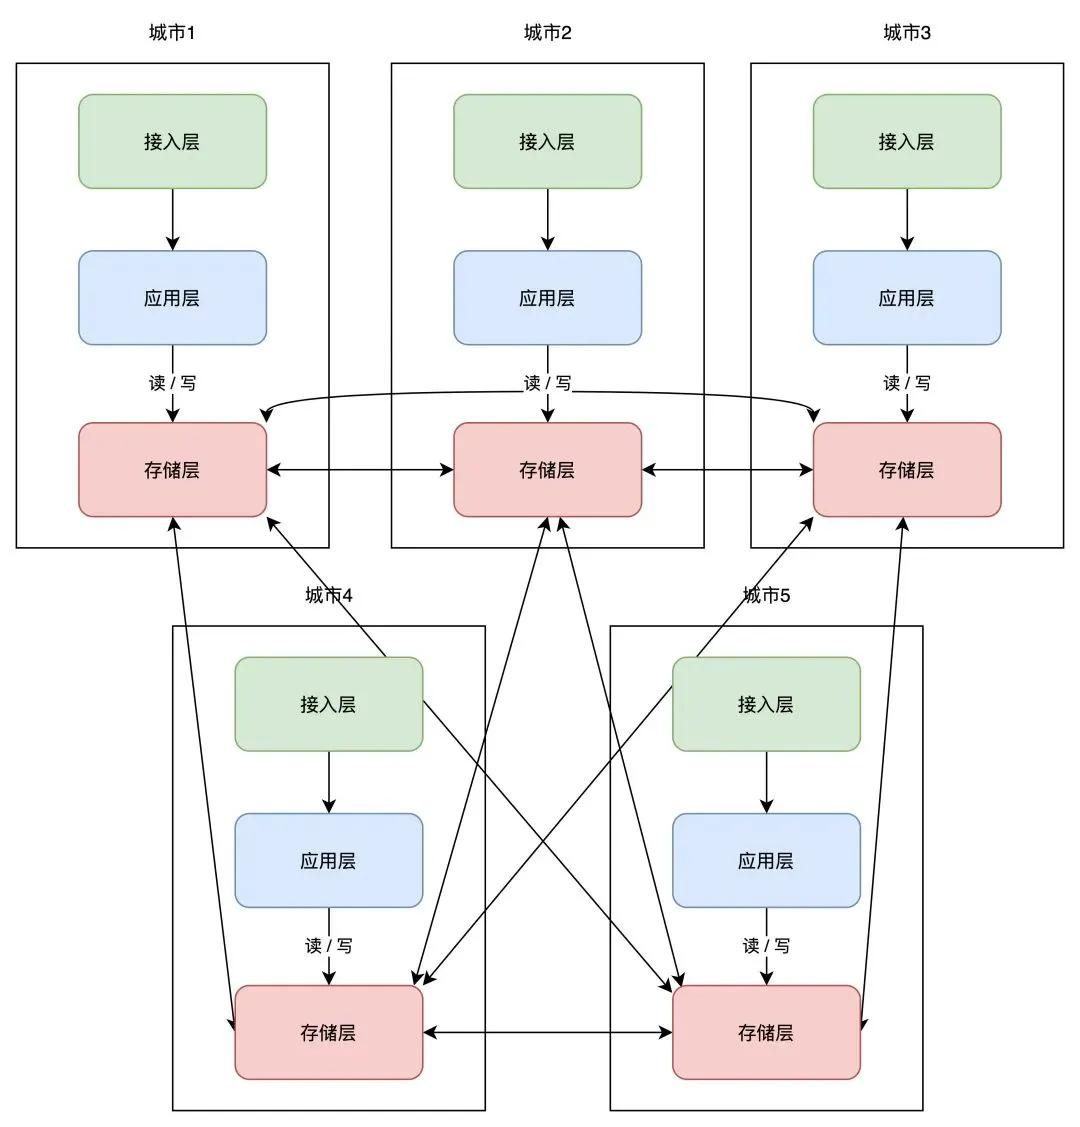 城市1
城市2
城市3
接入层
接入层
接入层
应用层
应用层
应用层
读 / 写
读 / 写
读 / 写
存储层
存储层
存储层
城市4
城市5
接入层
接入层
应用层
应用层
读 / 写
读 / 写
存储层
存储层